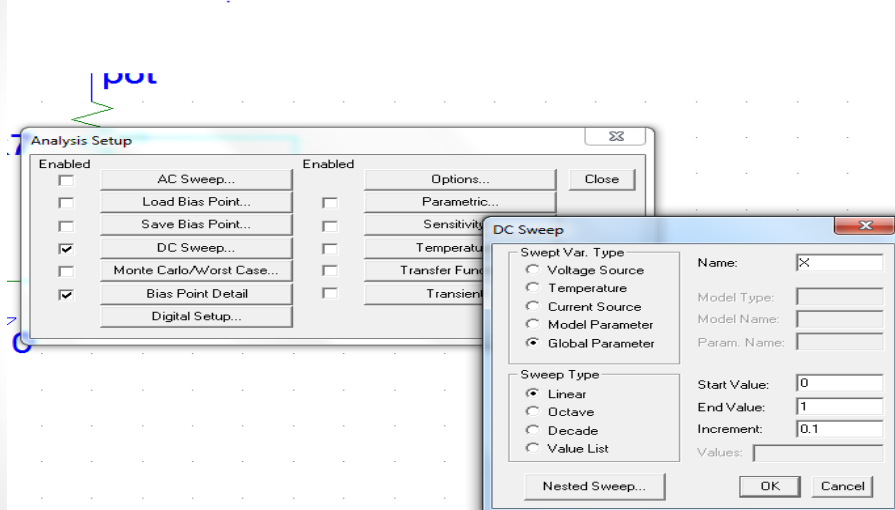 pot
Analysis Setup
Enabled
Enabled
AC Sweep...
Options...
Close
Load Bias Point...
Parametric...
Save Bias Point...
DC Sweep...
Monte Carlo/Worst Case...
Bias Point Detail
Transient
Digital Setup...
0
DC Sweep
Swept Var. Type
Voltage Source
Temperature
Current Source
Model Parameter
Global Parameter
Name: X
Model Type:
Model Name:
Param. Name:
Sweep Type
Linear
Octave
Decade
Value List
Start Value: 0
End Value: 1
Increment: 0.1
Values:
Nested Sweep...
OK
Cancel